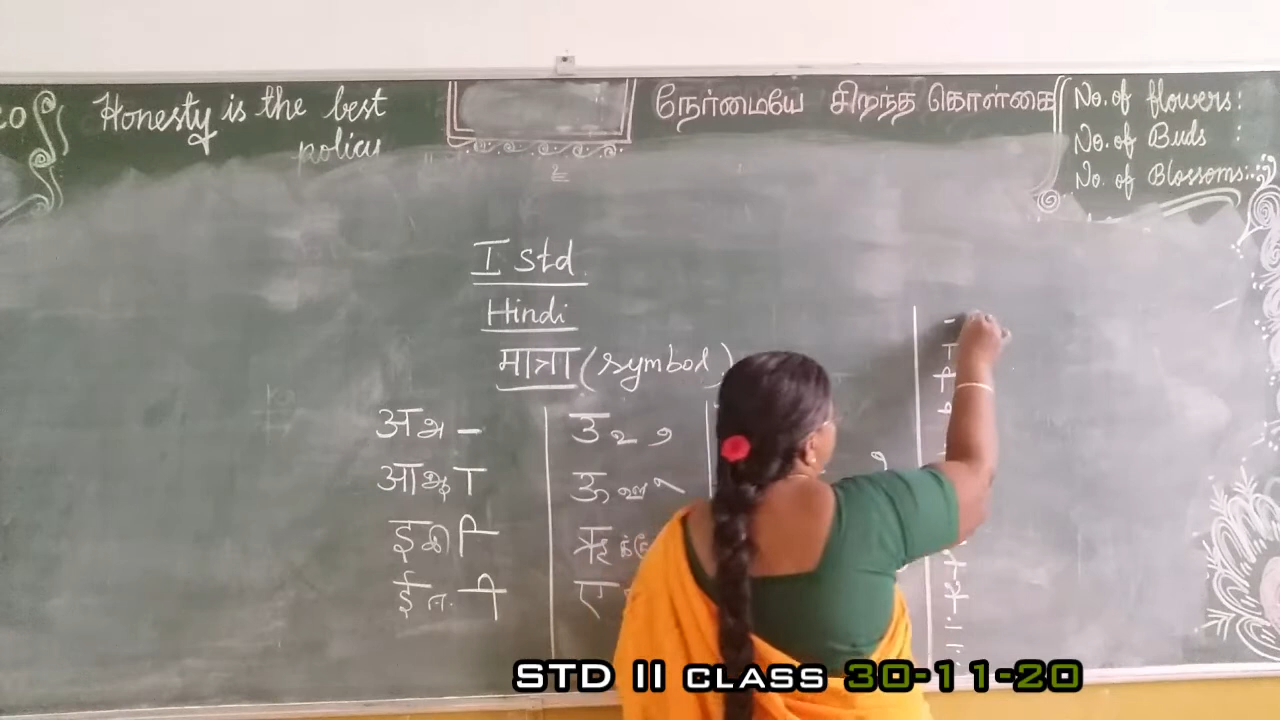 Honesty is the best
policy
நேர்மையே சிறந்த கொள்கை
No. of flowers:
No. of Buds :
No. of Blossoms:
I std.
Hindi
मात्रा (symbol)
अ அ -
आ ஆ ा
इ இ ि
ई ஈ ी
उ உ ु
ऊ ஊ ू
ऋ
ए
STD II CLASS 30-11-20